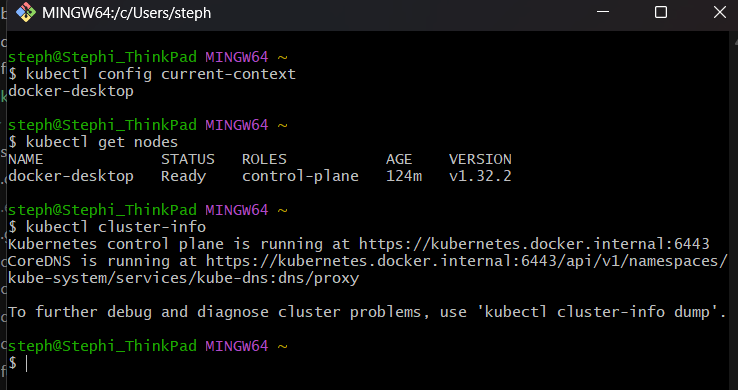 MINGW64:/c/Users/steph
steph@Stephi_ThinkPad MINGW64 ~
$ kubectl config current-context
docker-desktop
steph@Stephi_ThinkPad MINGW64 ~
$ kubectl get nodes
NAME STATUS ROLES AGE VERSION
docker-desktop Ready control-plane 124m v1.32.2
steph@Stephi_ThinkPad MINGW64 ~
$ kubectl cluster-info
Kubernetes control plane is running at https://kubernetes.docker.internal:6443
CoreDNS is running at https://kubernetes.docker.internal:6443/api/v1/namespaces/
kube-system/services/kube-dns:dns/proxy
To further debug and diagnose cluster problems, use 'kubectl cluster-info dump'.
steph@Stephi_ThinkPad MINGW64 ~
$